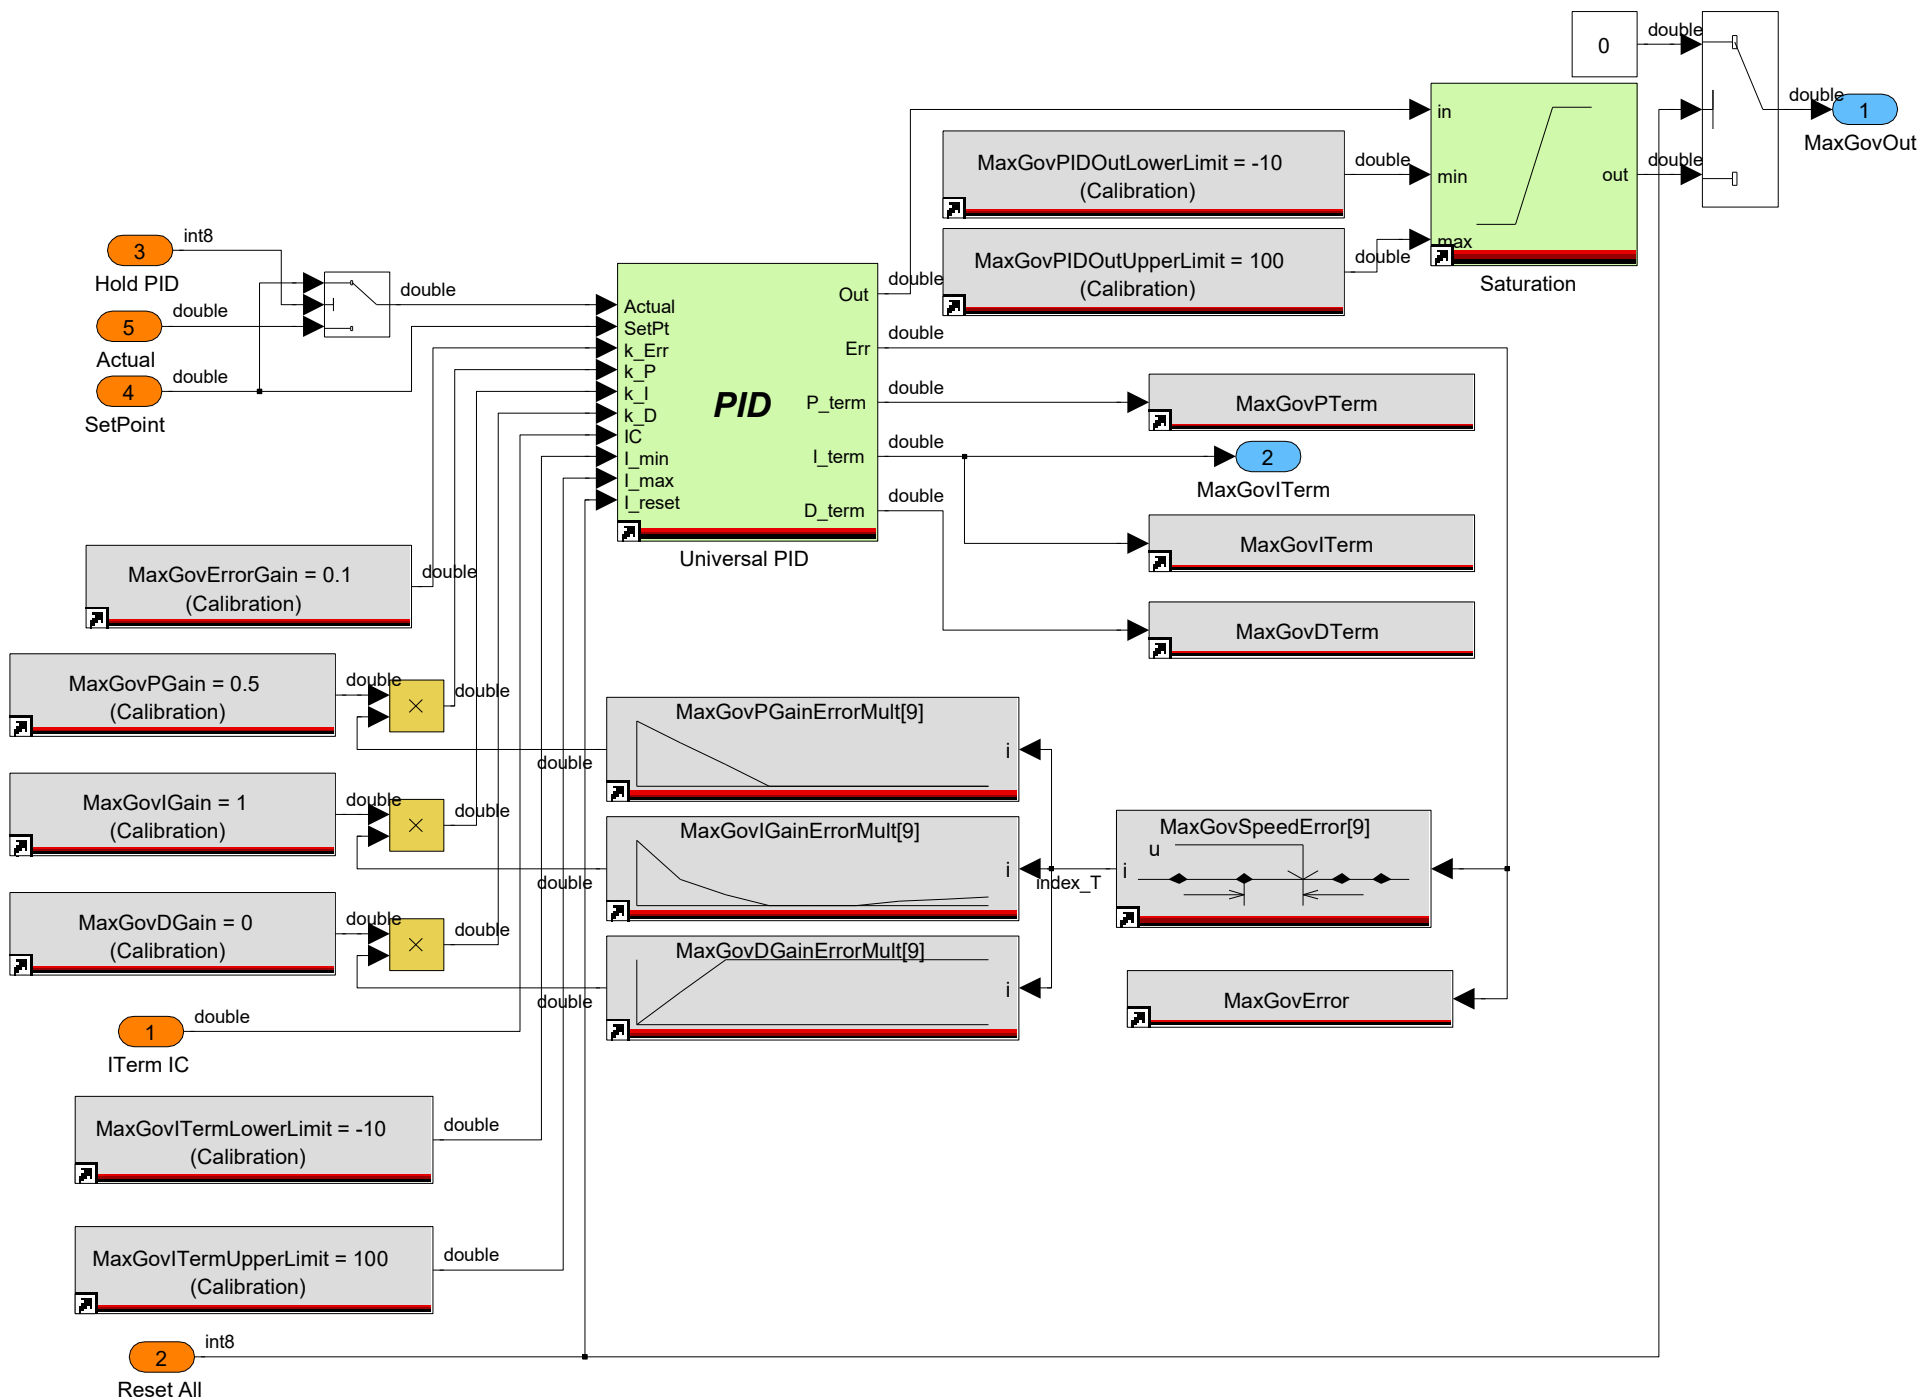 0
double
double
1
MaxGovOut
in
min
max
out
double
Saturation
MaxGovPIDOutLowerLimit = -10
(Calibration)
double
MaxGovPIDOutUpperLimit = 100
(Calibration)
double
3
int8
Hold PID
5
double
Actual
4
double
SetPoint
double
Actual
SetPt
k_Err
k_P
k_I
k_D
IC
I_min
I_max
I_reset
PID
Out
Err
P_term
I_term
D_term
Universal PID
double
double
double
double
double
MaxGovPTerm
2
MaxGovITerm
MaxGovITerm
MaxGovDTerm
MaxGovErrorGain = 0.1
(Calibration)
double
MaxGovPGain = 0.5
(Calibration)
double
double
MaxGovPGainErrorMult[9]
i
double
MaxGovIGain = 1
(Calibration)
double
double
MaxGovIGainErrorMult[9]
i
double
index_T
MaxGovSpeedError[9]
u
i
MaxGovDGain = 0
(Calibration)
double
double
MaxGovDGainErrorMult[9]
i
double
MaxGovError
1
double
ITerm IC
MaxGovITermLowerLimit = -10
(Calibration)
double
MaxGovITermUpperLimit = 100
(Calibration)
double
2
int8
Reset All